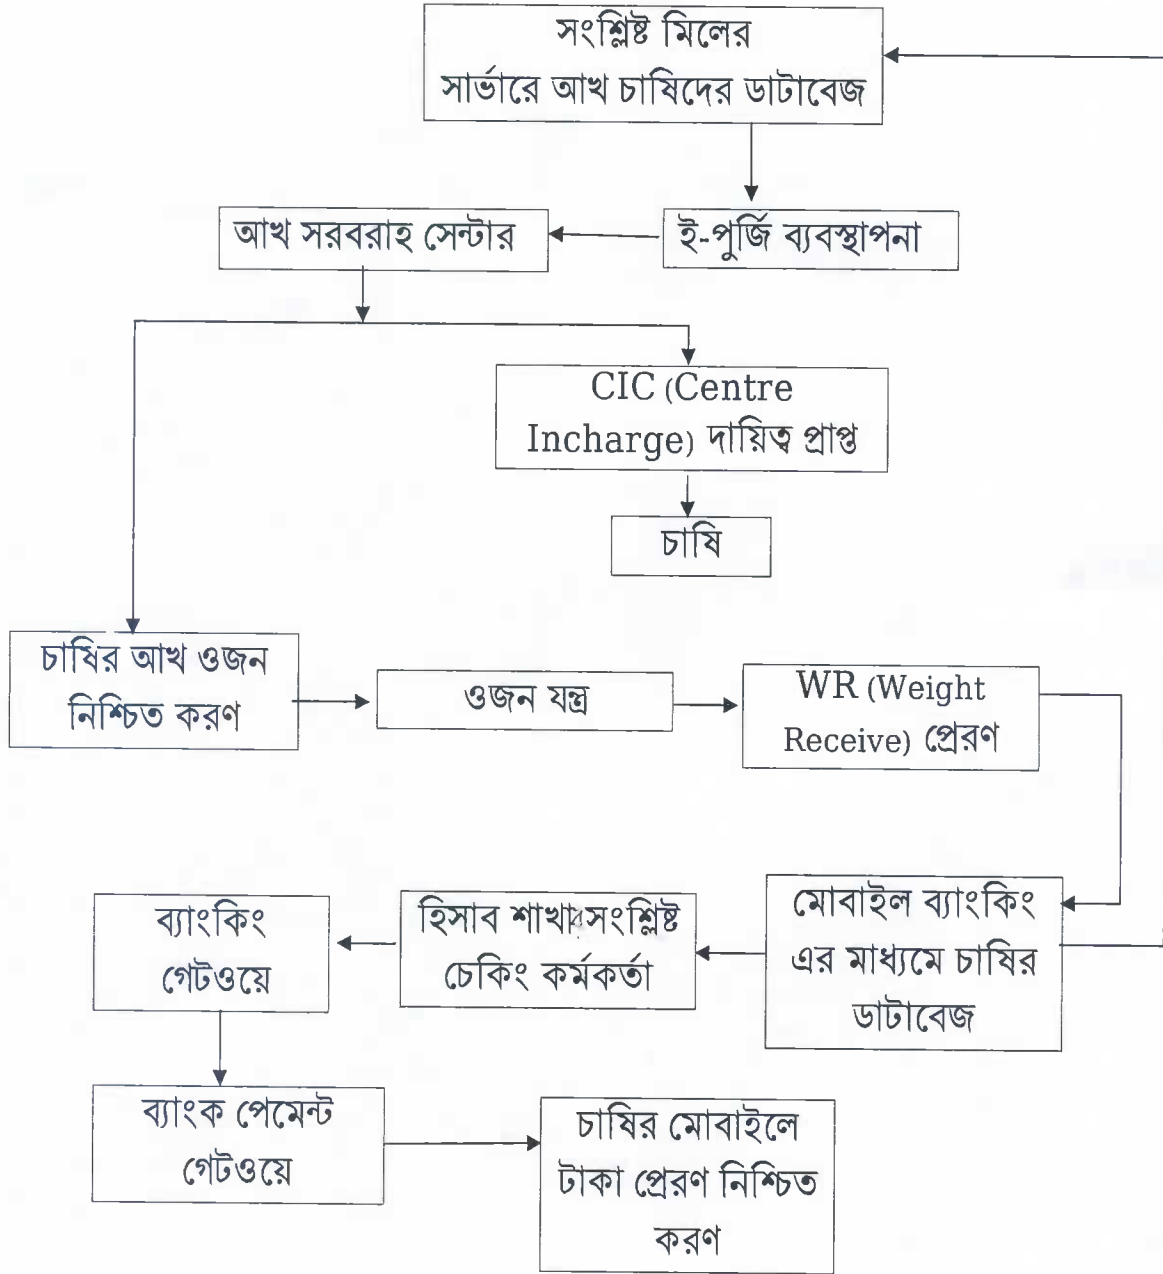 সংশ্লিষ্ট মিলের
সার্ভারে আখ চাষিদের ডাটাবেজ
আখ সরবরাহ সেন্টার
ই-পুর্জি ব্যবস্থাপনা
CIC (Centre
Incharge) দায়িত্ব প্রাপ্ত
চাষি
চাষির আখ ওজন
নিশ্চিত করণ
ওজন যন্ত্র
WR (Weight
Receive) প্রেরণ
ব্যাংকিং
গেটওয়ে
হিসাব শাখার সংশ্লিষ্ট
চেকিং কর্মকর্তা
মোবাইল ব্যাংকিং
এর মাধ্যমে চাষির
ডাটাবেজ
ব্যাংক পেমেন্ট
গেটওয়ে
চাষির মোবাইলে
টাকা প্রেরণ নিশ্চিত
করণ